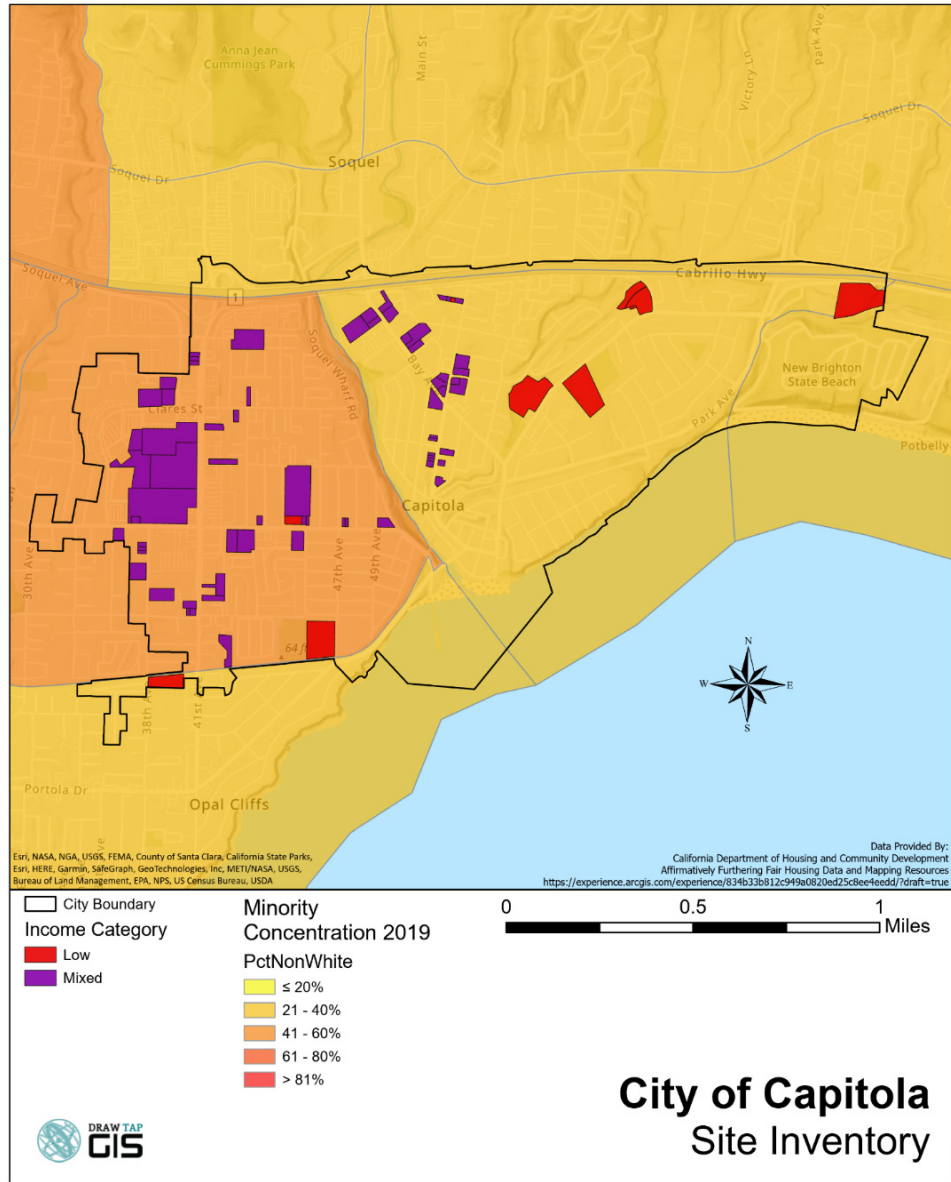 Anna Jean
Cummings Park
Main St
Victory Ln
Park Ave
Soquel Dr
Soquel
Soquel Dr
Soquel Ave
1
Cabrillo Hwy
Soquel Wharf Rd
Bay A
New Brighton
State Beach
Clares St
Park Ave
Potbelly
Capitola
30th Ave
47th Ave
49th Ave
64 ft
38th A
41st
N
W
E
S
Portola Dr
Opal Cliffs
Esri, NASA, NGA, USGS, FEMA, County of Santa Clara, California State Parks,
Esri, HERE, Garmin, SafeGraph, GeoTechnologies, Inc, METI/NASA, USGS,
Bureau of Land Management, EPA, NPS, US Census Bureau, USDA
Data Provided By:
California Department of Housing and Community Development
Affirmatively Furthering Fair Housing Data and Mapping Resources
https://experience.arcgis.com/experience/834b33b812c949a0820ed25c8ee4eedd/?draft=true
City Boundary
Income Category
Low
Mixed
Minority
Concentration 2019
PctNonWhite
≤ 20%
21 - 40%
41 - 60%
61 - 80%
> 81%
0
0.5
1
Miles
DRAW TAP
GIS
City of Capitola
Site Inventory